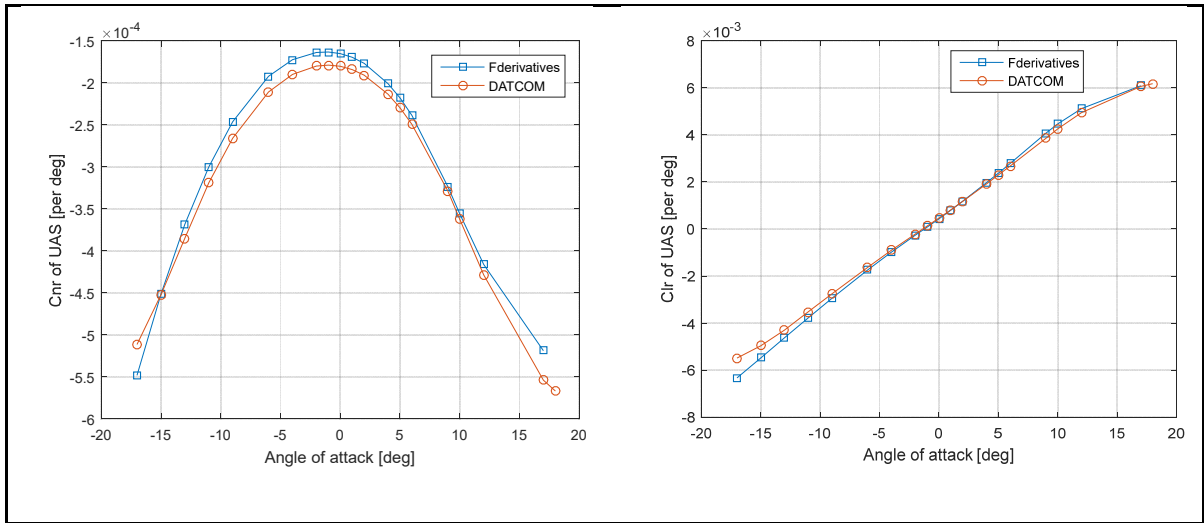 ×10⁻⁴
-1.5
-2
-2.5
-3
-3.5
-4
-4.5
-5
-5.5
-6
-20 -15 -10 -5 0 5 10 15 20
Angle of attack [deg]
Cnr of UAS [per deg]
Fderivatives
DATCOM
×10⁻³
8
6
4
2
0
-2
-4
-6
-8
-20 -15 -10 -5 0 5 10 15 20
Angle of attack [deg]
Clr of UAS [per deg]
Fderivatives
DATCOM